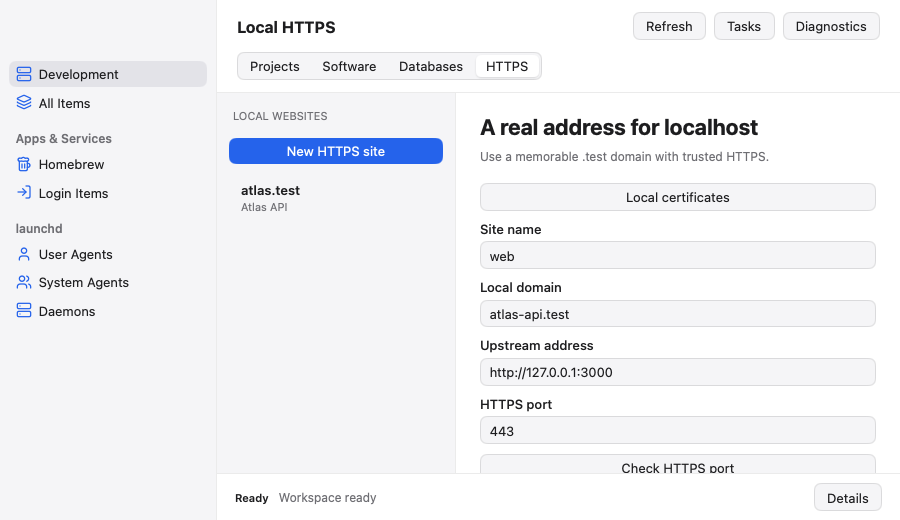 Local HTTPS
Refresh
Tasks
Diagnostics
Projects
Software
Databases
HTTPS
Development
All Items
Apps & Services
Homebrew
Login Items
launchd
User Agents
System Agents
Daemons
LOCAL WEBSITES
New HTTPS site
atlas.test
Atlas API
A real address for localhost
Use a memorable .test domain with trusted HTTPS.
Local certificates
Site name
web
Local domain
atlas-api.test
Upstream address
http://127.0.0.1:3000
HTTPS port
443
Check HTTPS port
Ready
Workspace ready
Details